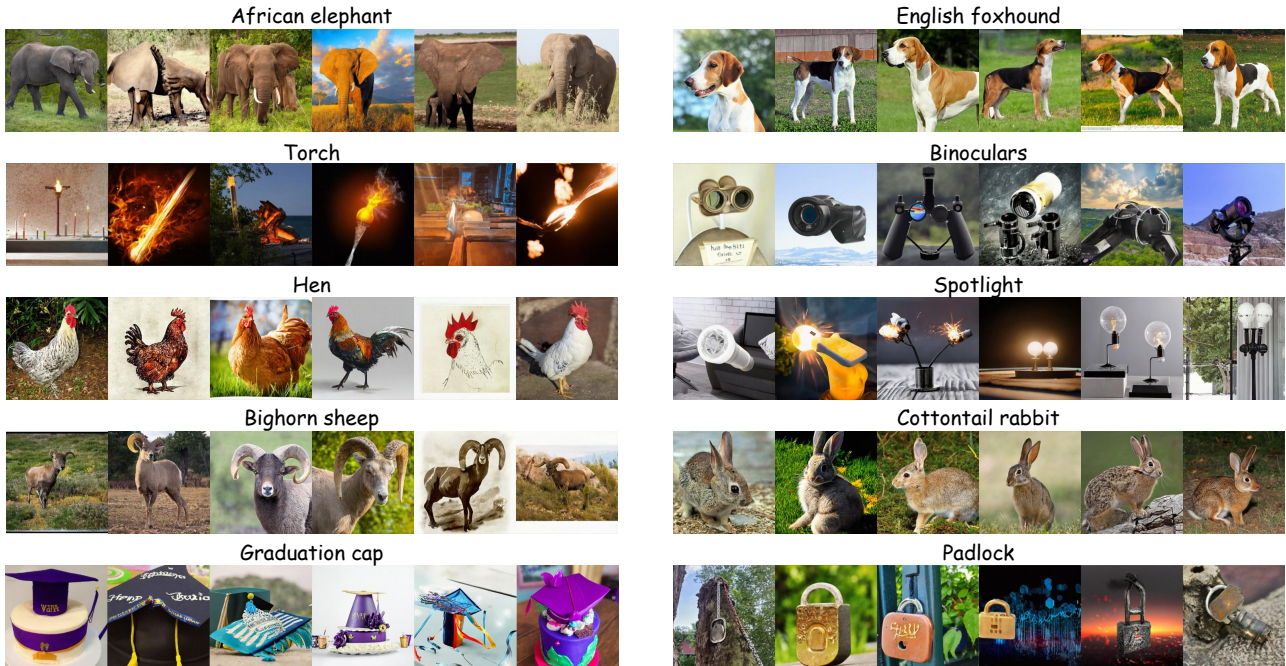 African elephant
English foxhound
Torch
Binoculars
Hen
Spotlight
Bighorn sheep
Cottontail rabbit
Graduation cap
Padlock